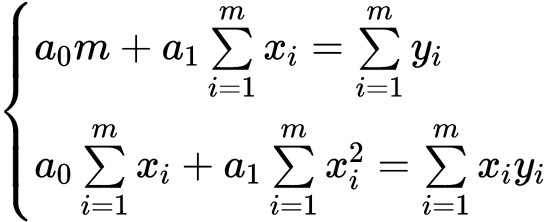 a_0 m + a_1 \sum_{i=1}^{m} x_i = \sum_{i=1}^{m} y_i
a_0 \sum_{i=1}^{m} x_i + a_1 \sum_{i=1}^{m} x_i^2 = \sum_{i=1}^{m} x_i y_i